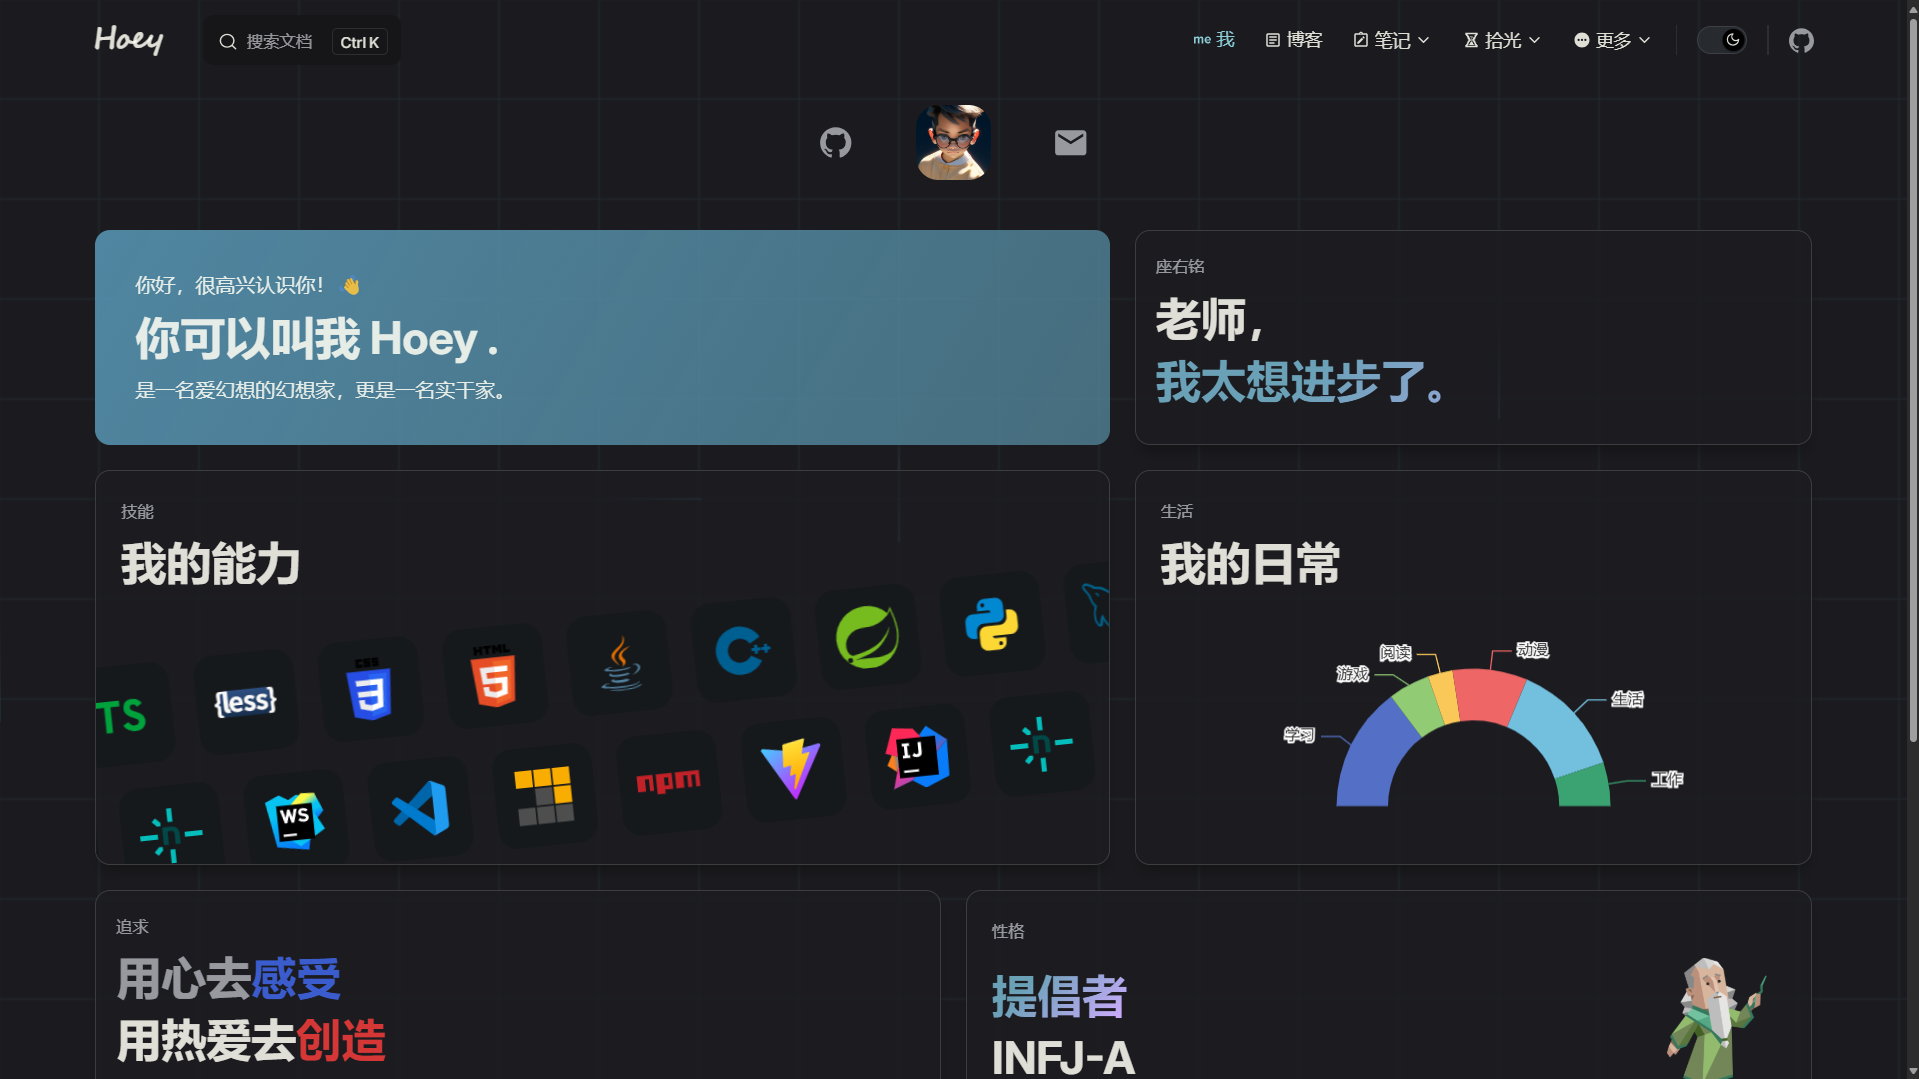 Hoey
搜索文档 Ctrl K
me 我
博客
笔记
拾光
更多
你好，很高兴认识你！ 👋
你可以叫我 Hoey .
是一名爱幻想的幻想家，更是一名实干家。
座右铭
老师，
我太想进步了。
技能
我的能力
TS
{less}
CSS
3
HTML
5
C++
n
WS
npm
IJ
n
生活
我的日常
学习
游戏
阅读
动漫
生活
工作
追求
用心去感受
用热爱去创造
性格
提倡者
INFJ-A